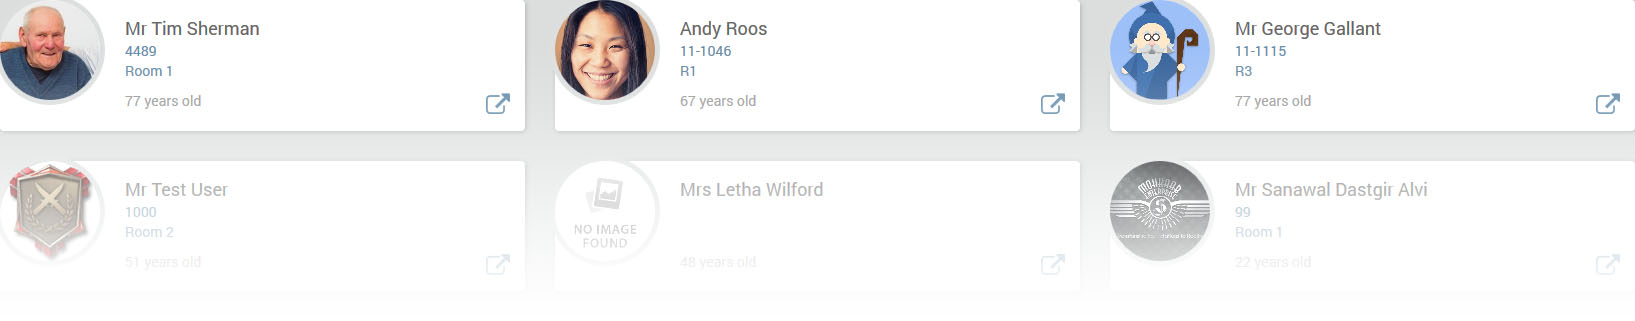 Mr Tim Sherman
4489
Room 1
77 years old
Andy Roos
11-1046
R1
67 years old
Mr George Gallant
11-1115
R3
77 years old
Mr Test User
1000
Room 2
51 years old
NO IMAGE
FOUND
Mrs Letha Wilford
48 years old
Mr Sanawal Dastgir Alvi
99
Room 1
22 years old